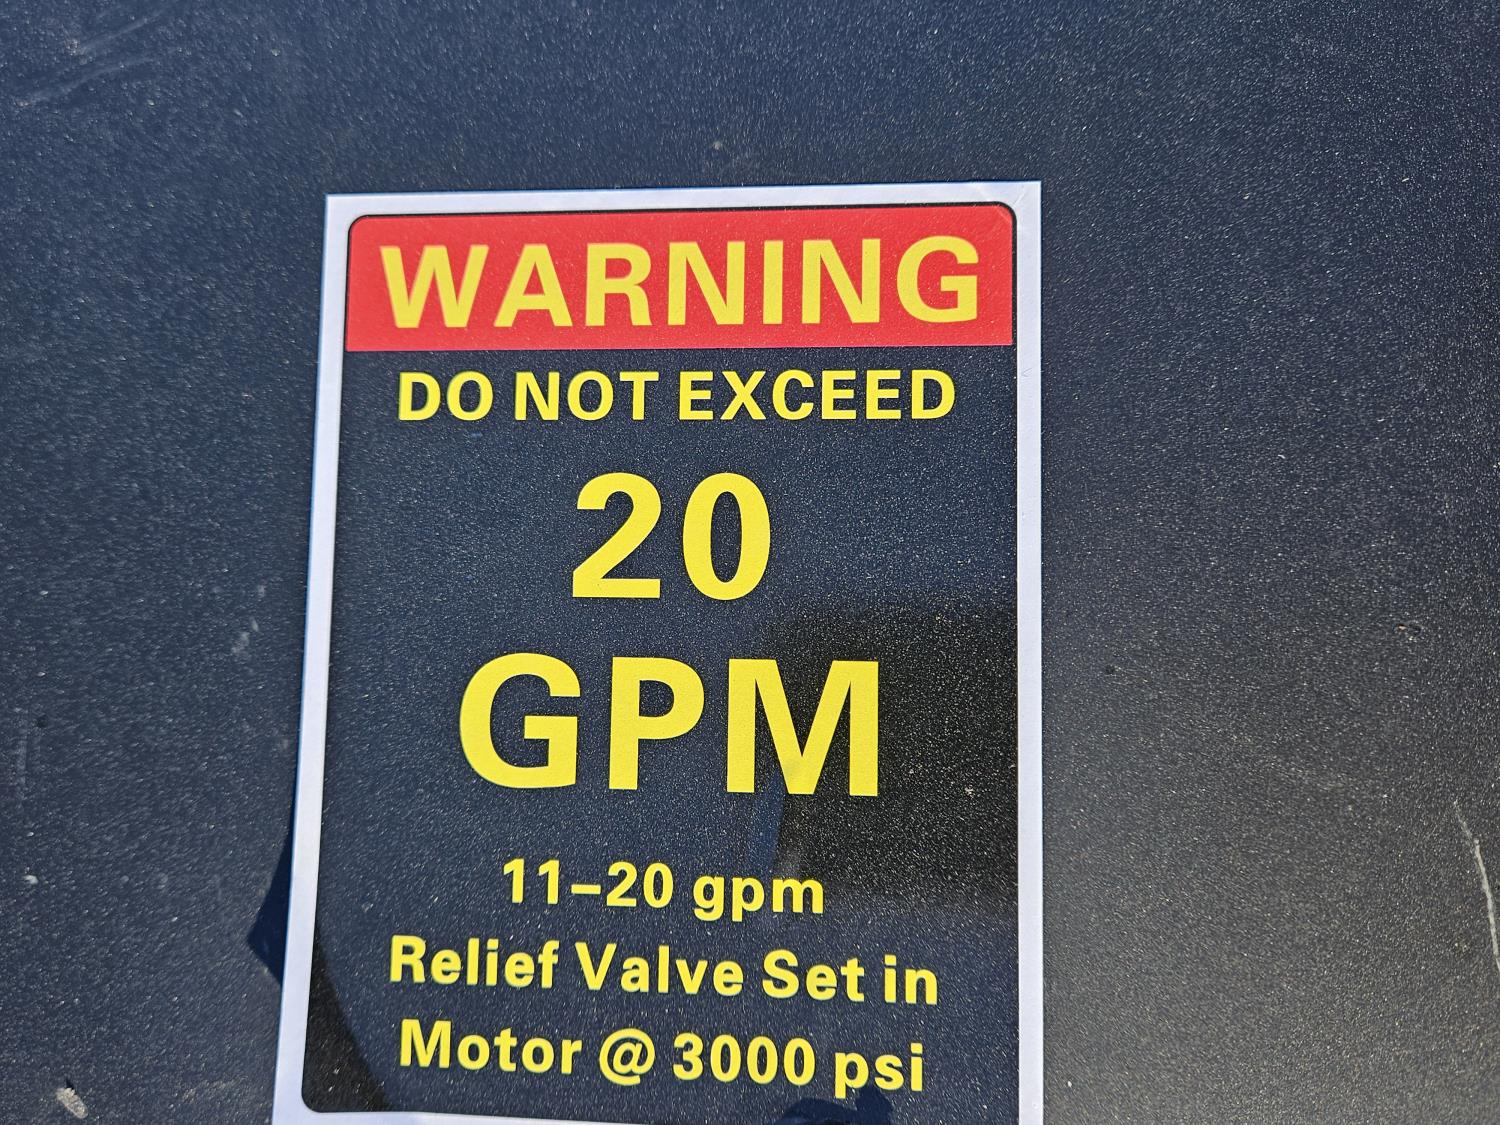 WARNING
DO NOT EXCEED
20
GPM
11–20 gpm
Relief Valve Set in
Motor @ 3000 psi